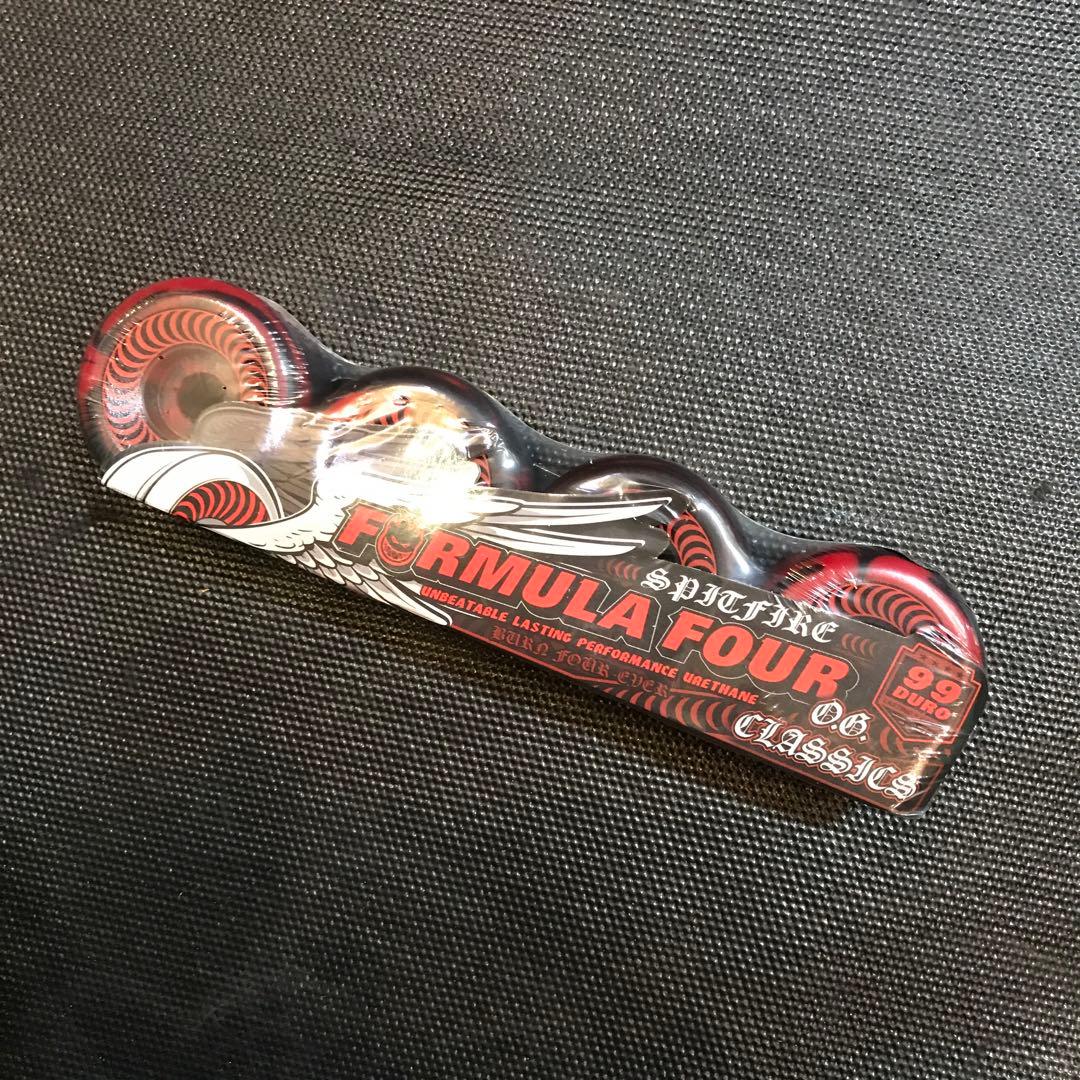 SPITFIRE
FORMULA FOUR
UNBEATABLE LASTING PERFORMANCE URETHANE
BURN FOUR-EVER
O.G.
CLASSICS
99
DURO